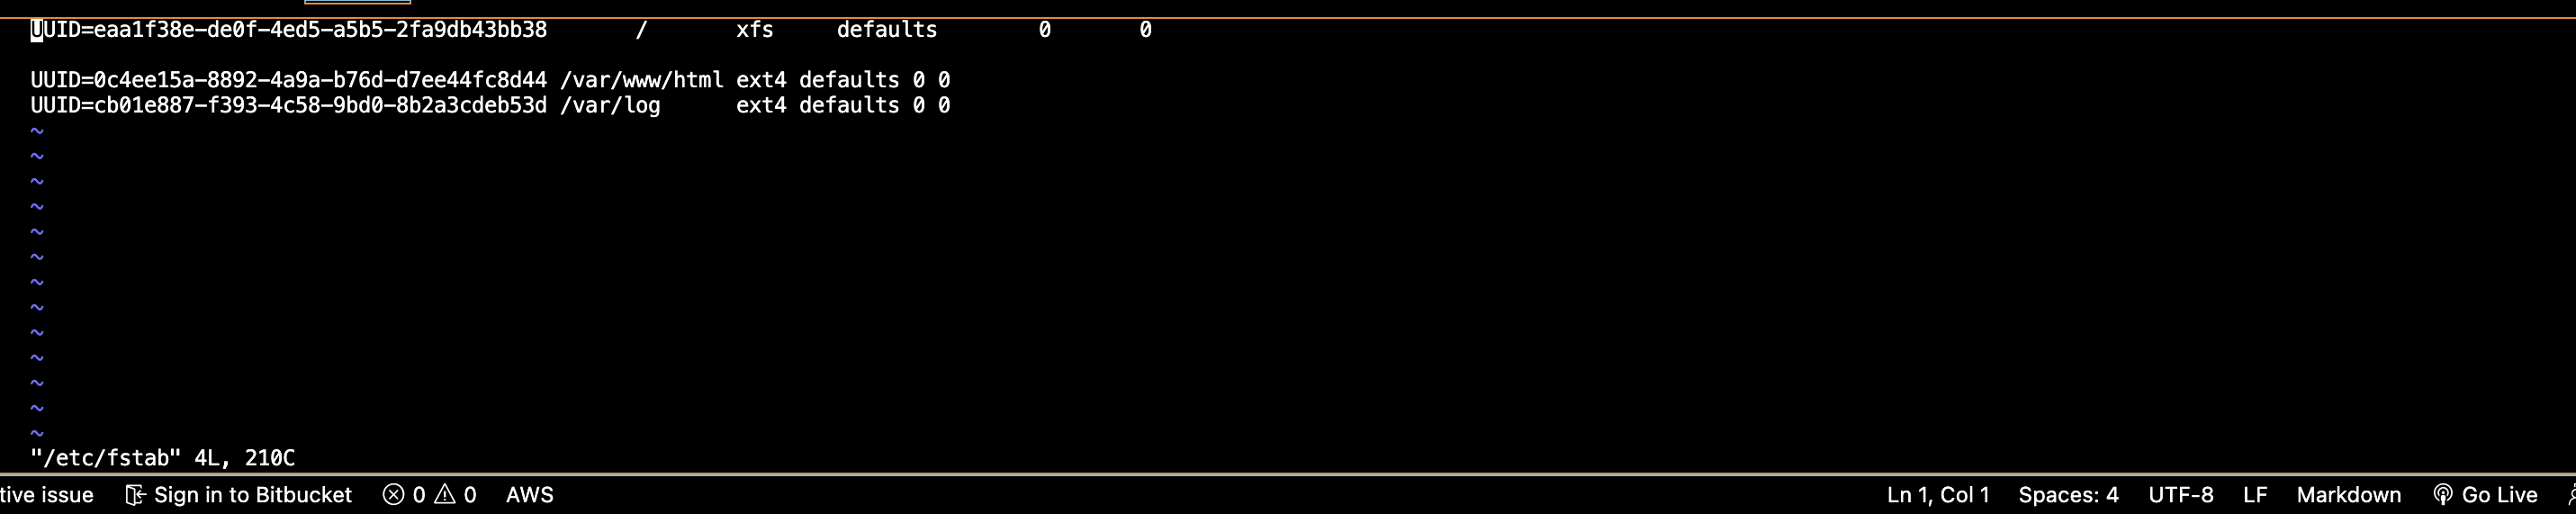 UUID=eaa1f38e-de0f-4ed5-a5b5-2fa9db43bb38 / xfs defaults 0 0
UUID=0c4ee15a-8892-4a9a-b76d-d7ee44fc8d44 /var/www/html ext4 defaults 0 0
UUID=cb01e887-f393-4c58-9bd0-8b2a3cdeb53d /var/log ext4 defaults 0 0
~
~
~
~
~
~
~
~
~
~
~
~
~
"/etc/fstab" 4L, 210C
tive issue Sign in to Bitbucket 0 0 AWS Ln 1, Col 1 Spaces: 4 UTF-8 LF Markdown Go Live